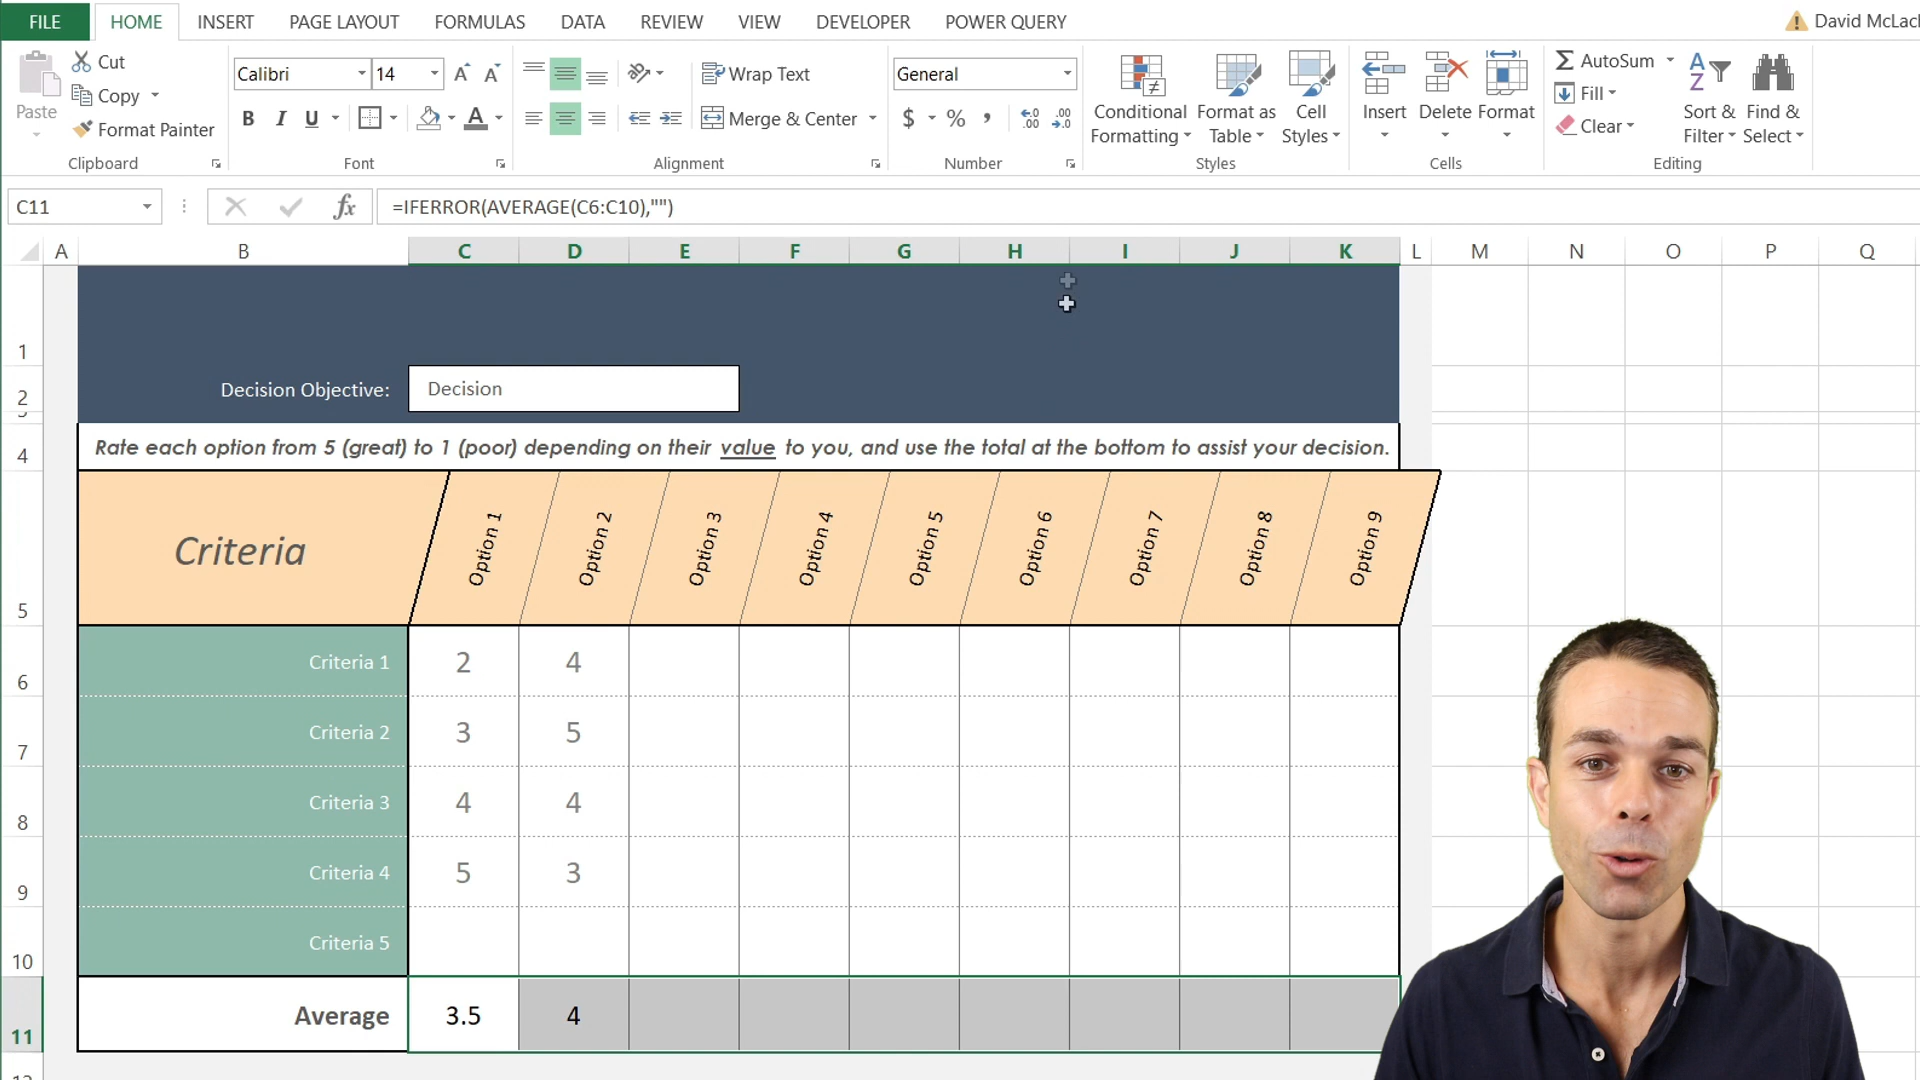 FILE HOME INSERT PAGE LAYOUT FORMULAS DATA REVIEW VIEW DEVELOPER POWER QUERY David McLacl
Cut Calibri 14 Wrap Text General AutoSum
Copy Fill
Paste Conditional Format as Cell Insert Delete Format Sort & Find &
Format Painter B I U A Merge & Center $ % , .00 .0 Clear
Formatting Table Styles Filter Select
Clipboard Font Alignment Number Styles Cells Editing
C11 fx =IFERROR(AVERAGE(C6:C10),"")
A B C D E F G H I J K L M N O P Q
1
2 Decision Objective: Decision
4 Rate each option from 5 (great) to 1 (poor) depending on their value to you, and use the total at the bottom to assist your decision.
5 Criteria Option 1 Option 2 Option 3 Option 4 Option 5 Option 6 Option 7 Option 8 Option 9
6 Criteria 1 2 4
7 Criteria 2 3 5
8 Criteria 3 4 4
9 Criteria 4 5 3
10 Criteria 5
11 Average 3.5 4